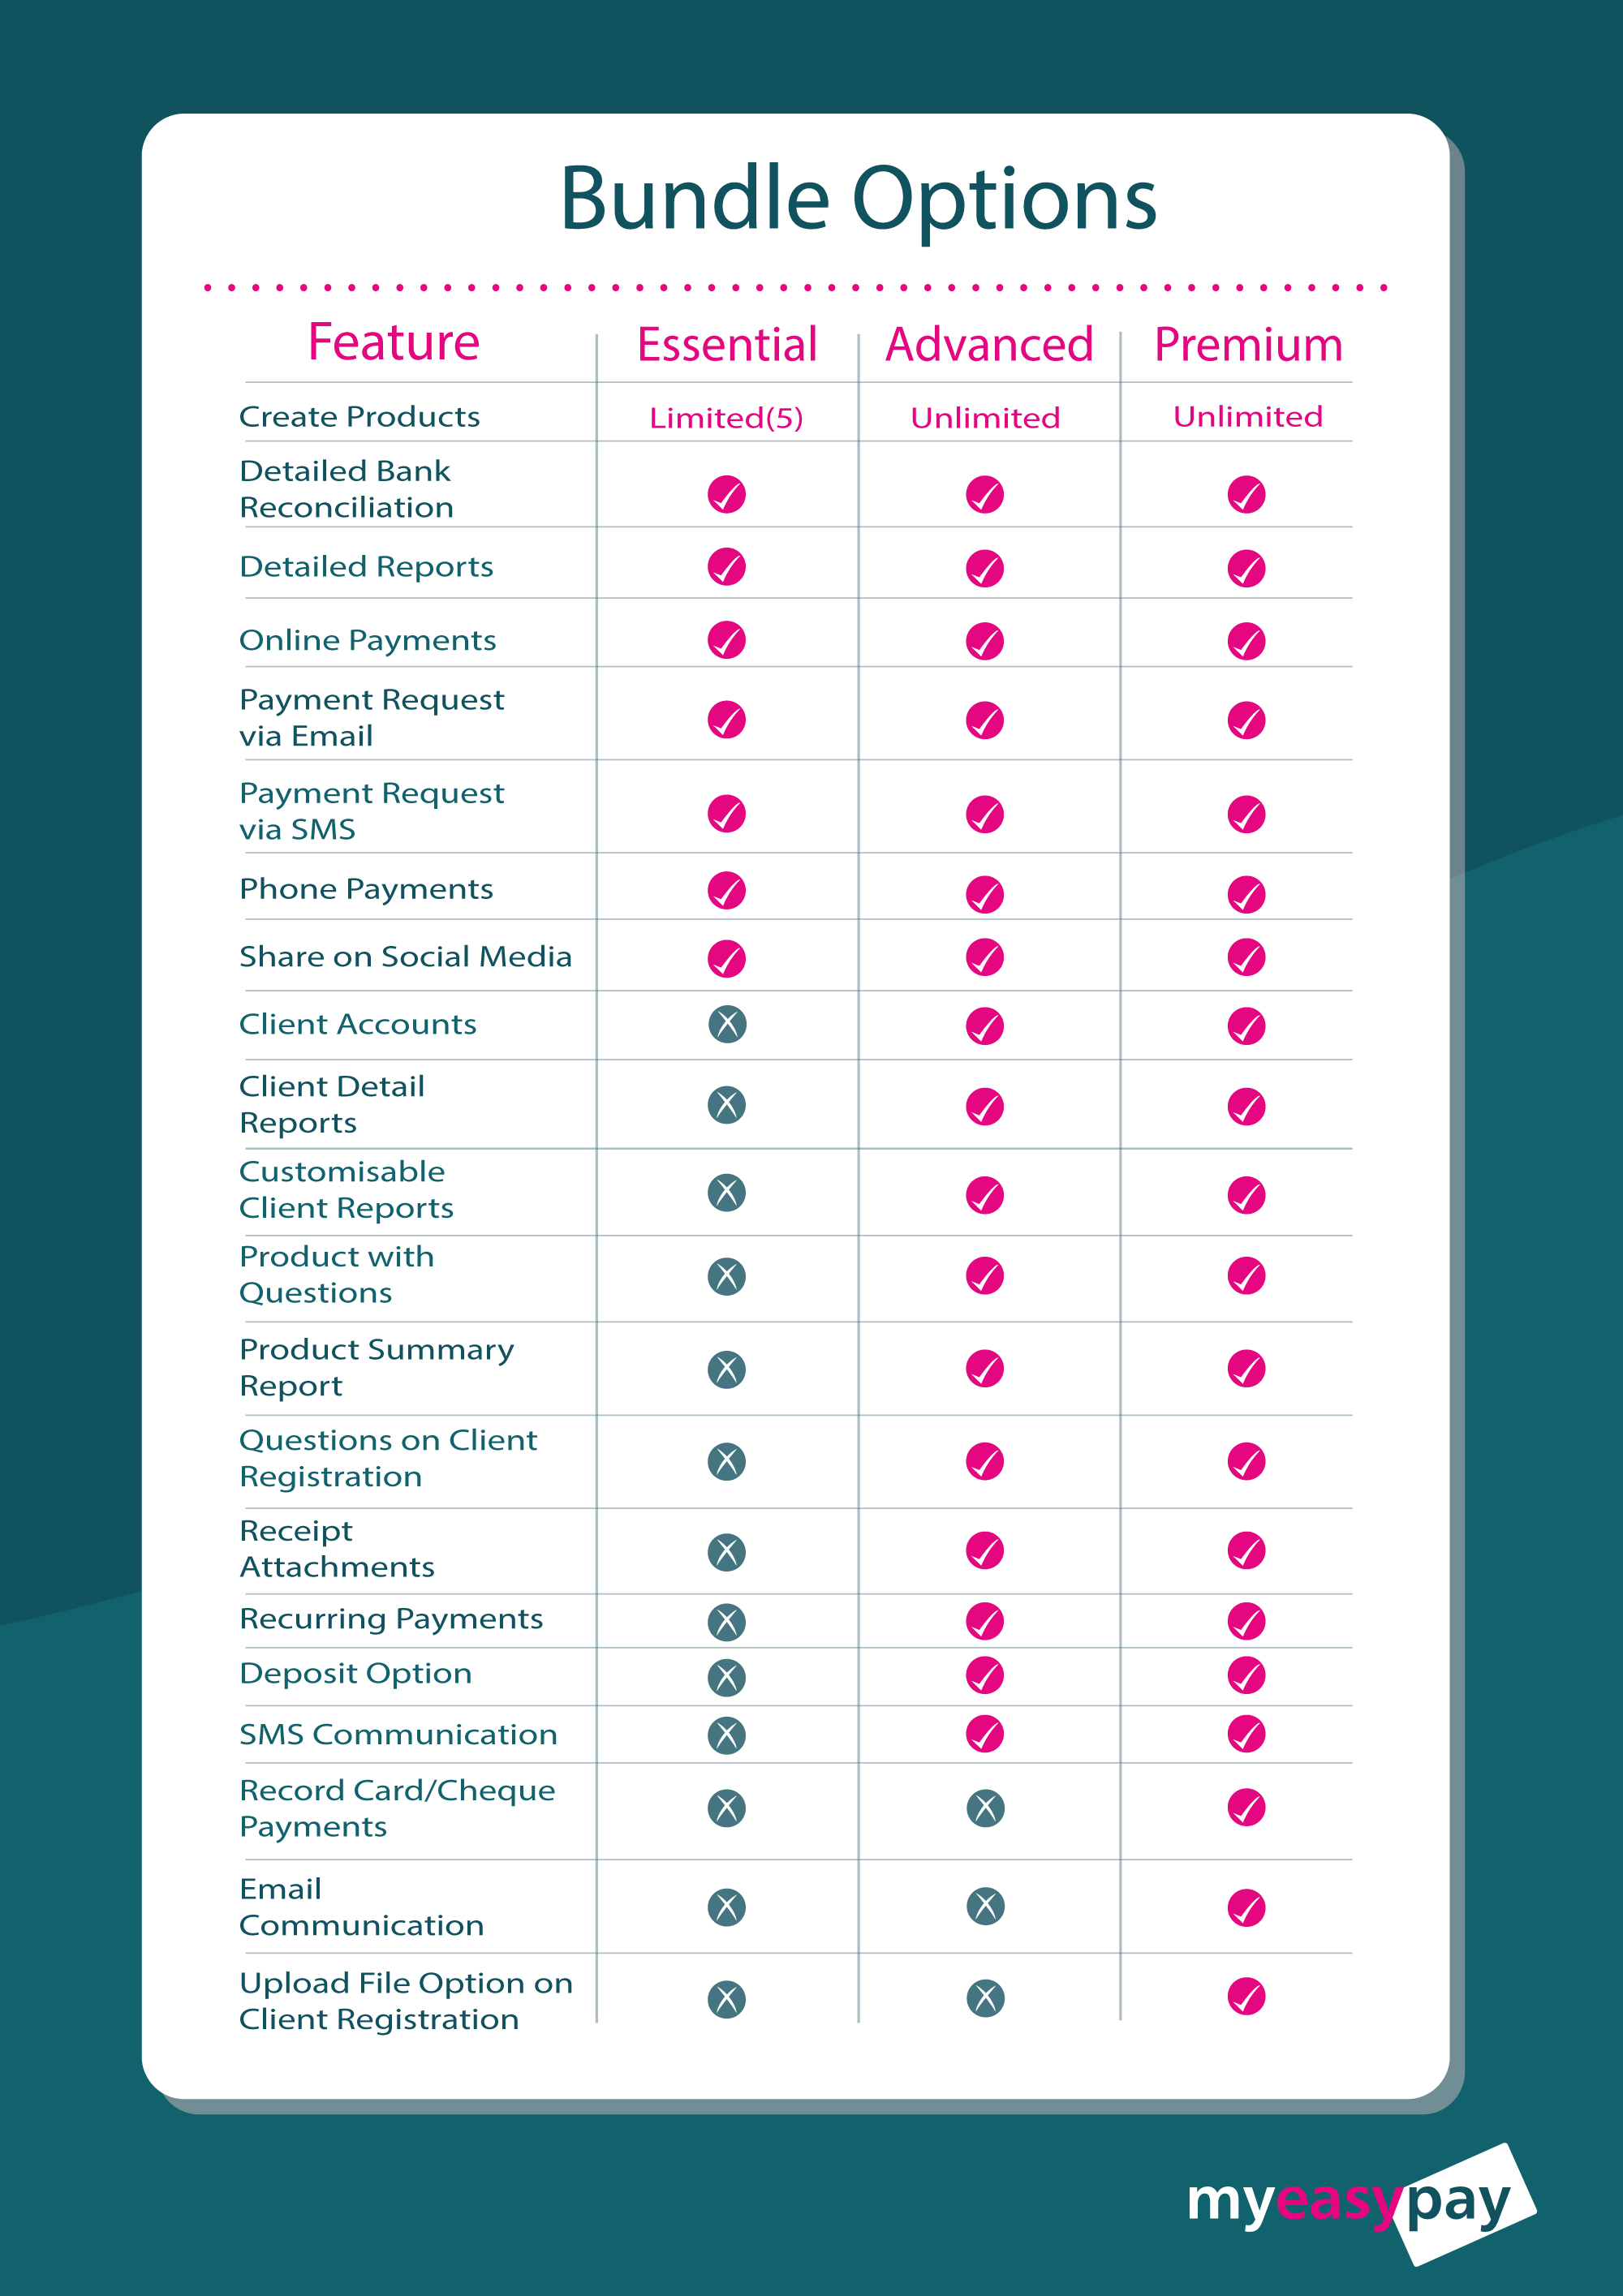 Bundle Options
Feature Essential Advanced Premium
Create Products Limited(5) Unlimited Unlimited
Detailed Bank
Reconciliation
Detailed Reports
Online Payments
Payment Request
via Email
Payment Request
via SMS
Phone Payments
Share on Social Media
Client Accounts
Client Detail
Reports
Customisable
Client Reports
Product with
Questions
Product Summary
Report
Questions on Client
Registration
Receipt
Attachments
Recurring Payments
Deposit Option
SMS Communication
Record Card/Cheque
Payments
Email
Communication
Upload File Option on
Client Registration
myeasypay